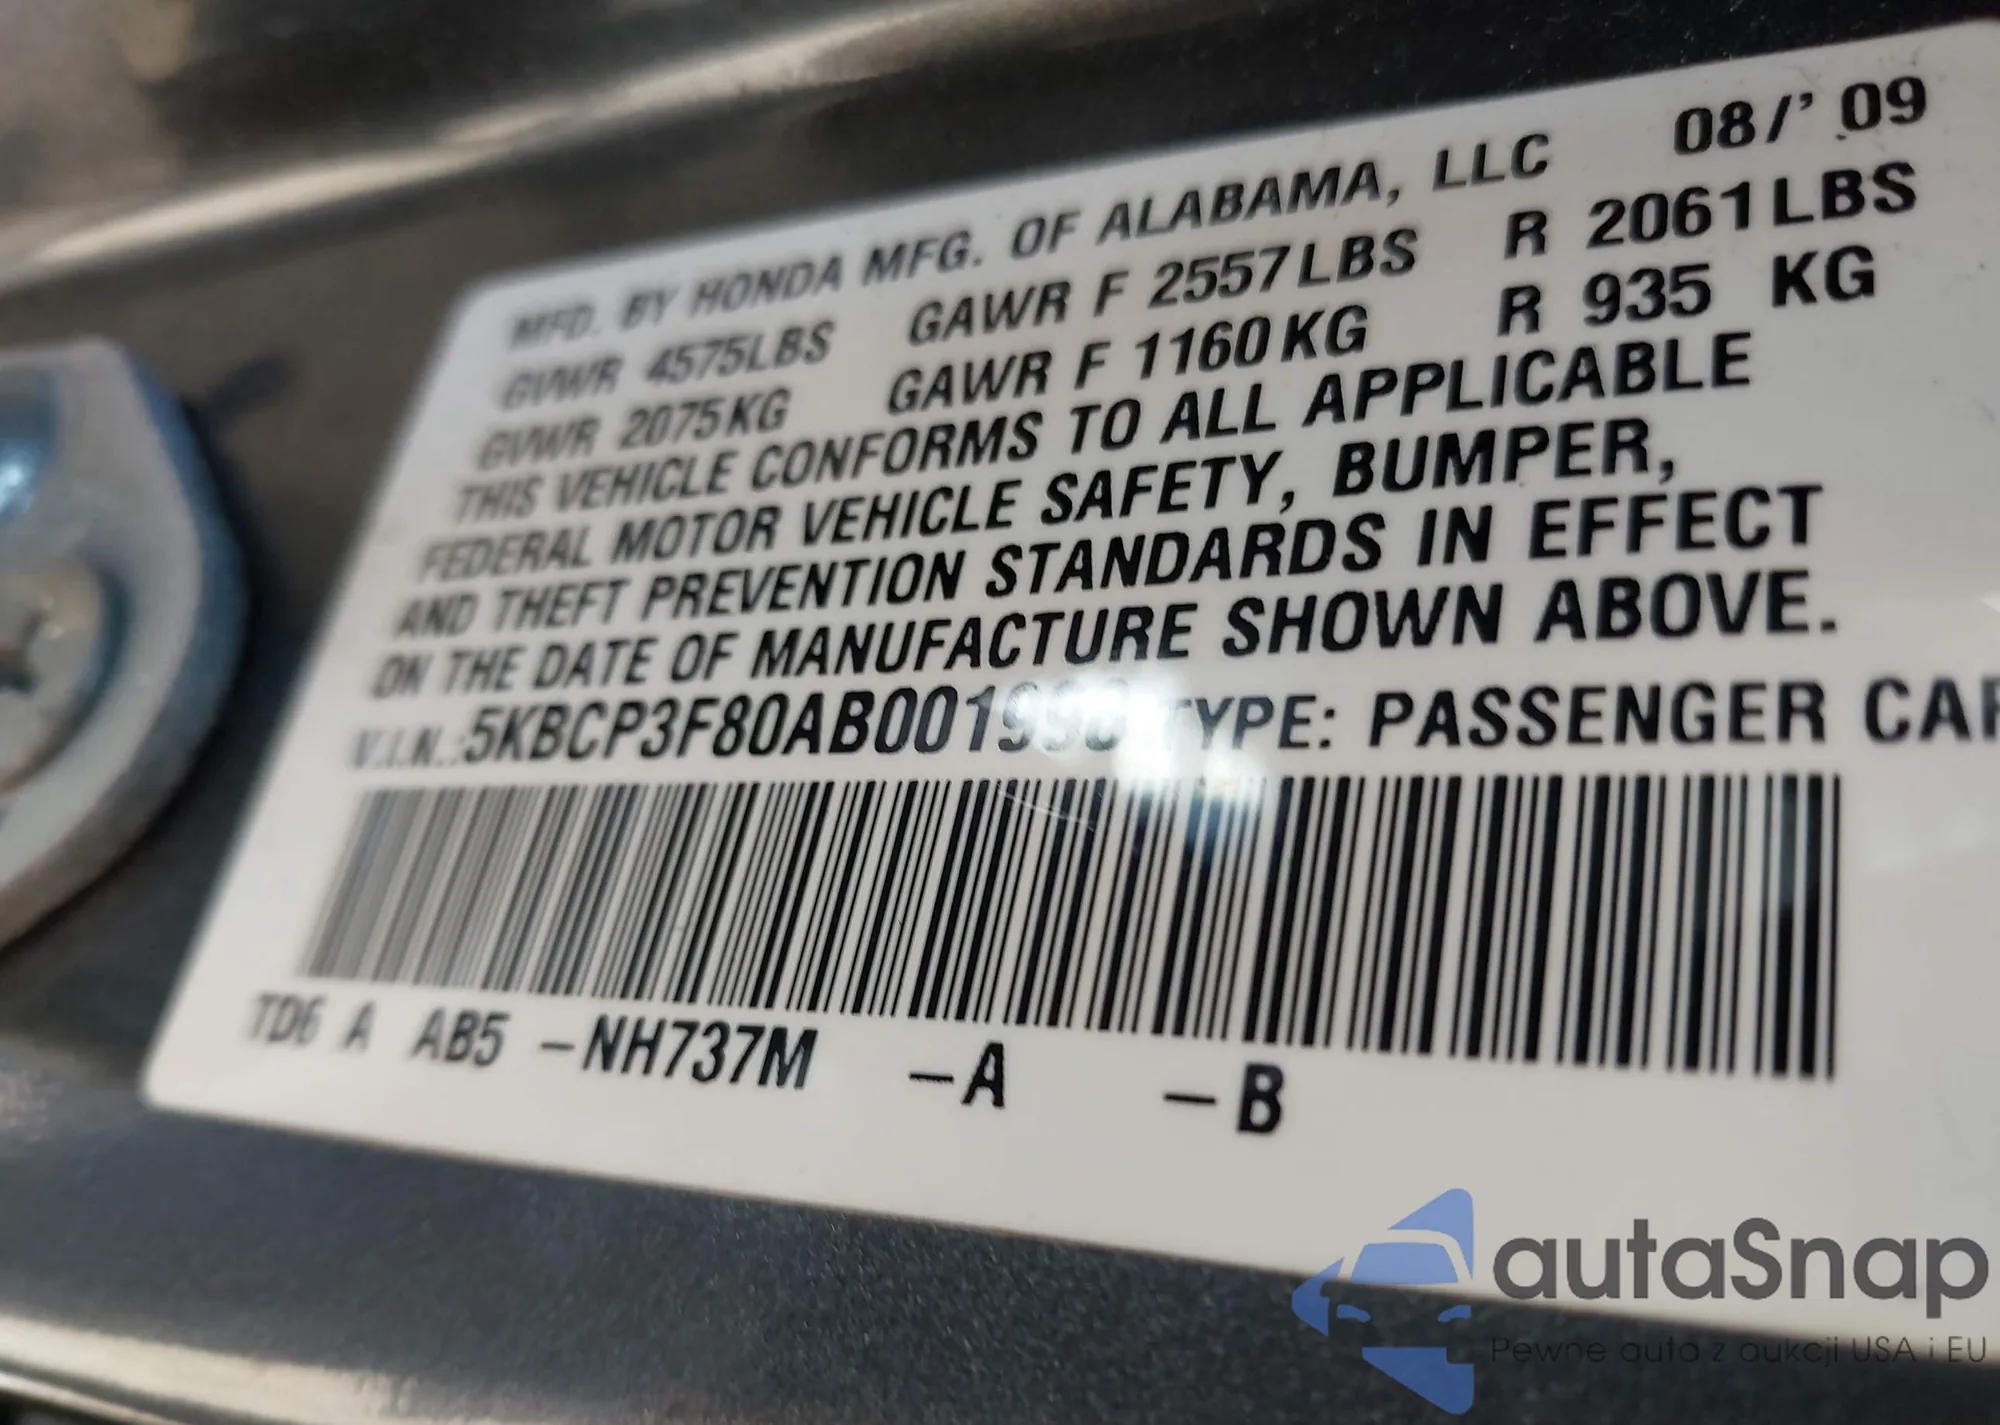 MFD. BY HONDA MFG. OF ALABAMA, LLC 08/'09
GVWR 4575LBS GAWR F 2557LBS R 2061LBS
GVWR 2075KG GAWR F 1160KG R 935 KG
THIS VEHICLE CONFORMS TO ALL APPLICABLE
FEDERAL MOTOR VEHICLE SAFETY, BUMPER,
AND THEFT PREVENTION STANDARDS IN EFFECT
ON THE DATE OF MANUFACTURE SHOWN ABOVE.
V.I.N.: TYPE: PASSENGER CAR
TD6 A AB5 -NH737M -A -B
autaSnap
Pewne auta z aukcji USA i EU